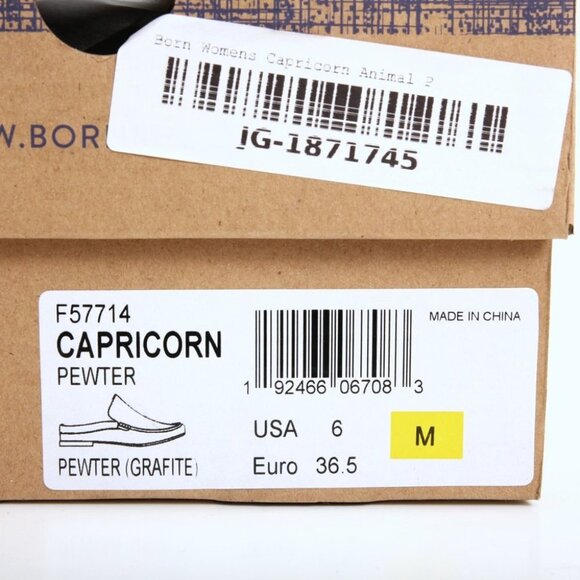 Born Womens Capricorn Animal P
W.BOR
IG-1871745
F57714
CAPRICORN
PEWTER
1 92466 06708 3
MADE IN CHINA
USA 6 M
PEWTER (GRAFITE)
Euro 36.5